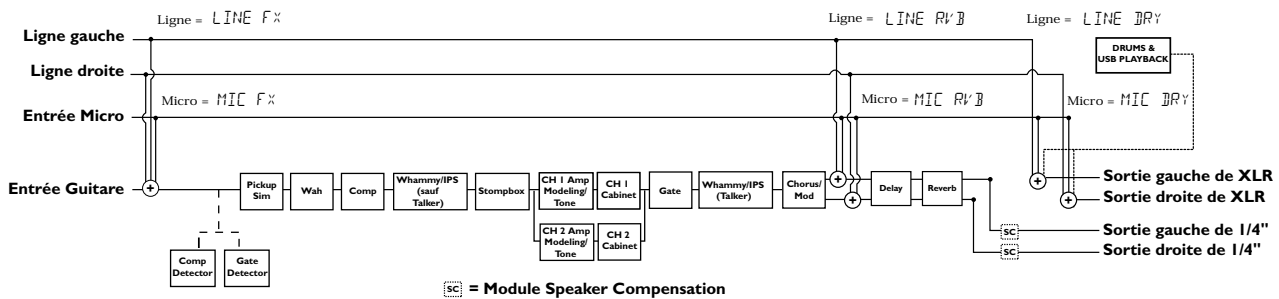 Ligne = LINE FX
Ligne = LINE RVB
Ligne = LINE DRY
Ligne gauche
DRUMS &
USB PLAYBACK
Ligne droite
Micro = MIC FX
Micro = MIC RVB
Micro = MIC DRY
Entrée Micro
Entrée Guitare
Pickup
Sim
Wah
Comp
Whammy/IPS
(sauf
Talker)
Stompbox
CH 1 Amp
Modeling/
Tone
CH 1
Cabinet
Gate
Whammy/IPS
(Talker)
Chorus/
Mod
Delay
Reverb
Sortie gauche de XLR
Sortie droite de XLR
CH 2 Amp
Modeling/
Tone
CH 2
Cabinet
SC
Sortie gauche de 1/4"
SC
Sortie droite de 1/4"
Comp
Detector
Gate
Detector
SC = Module Speaker Compensation